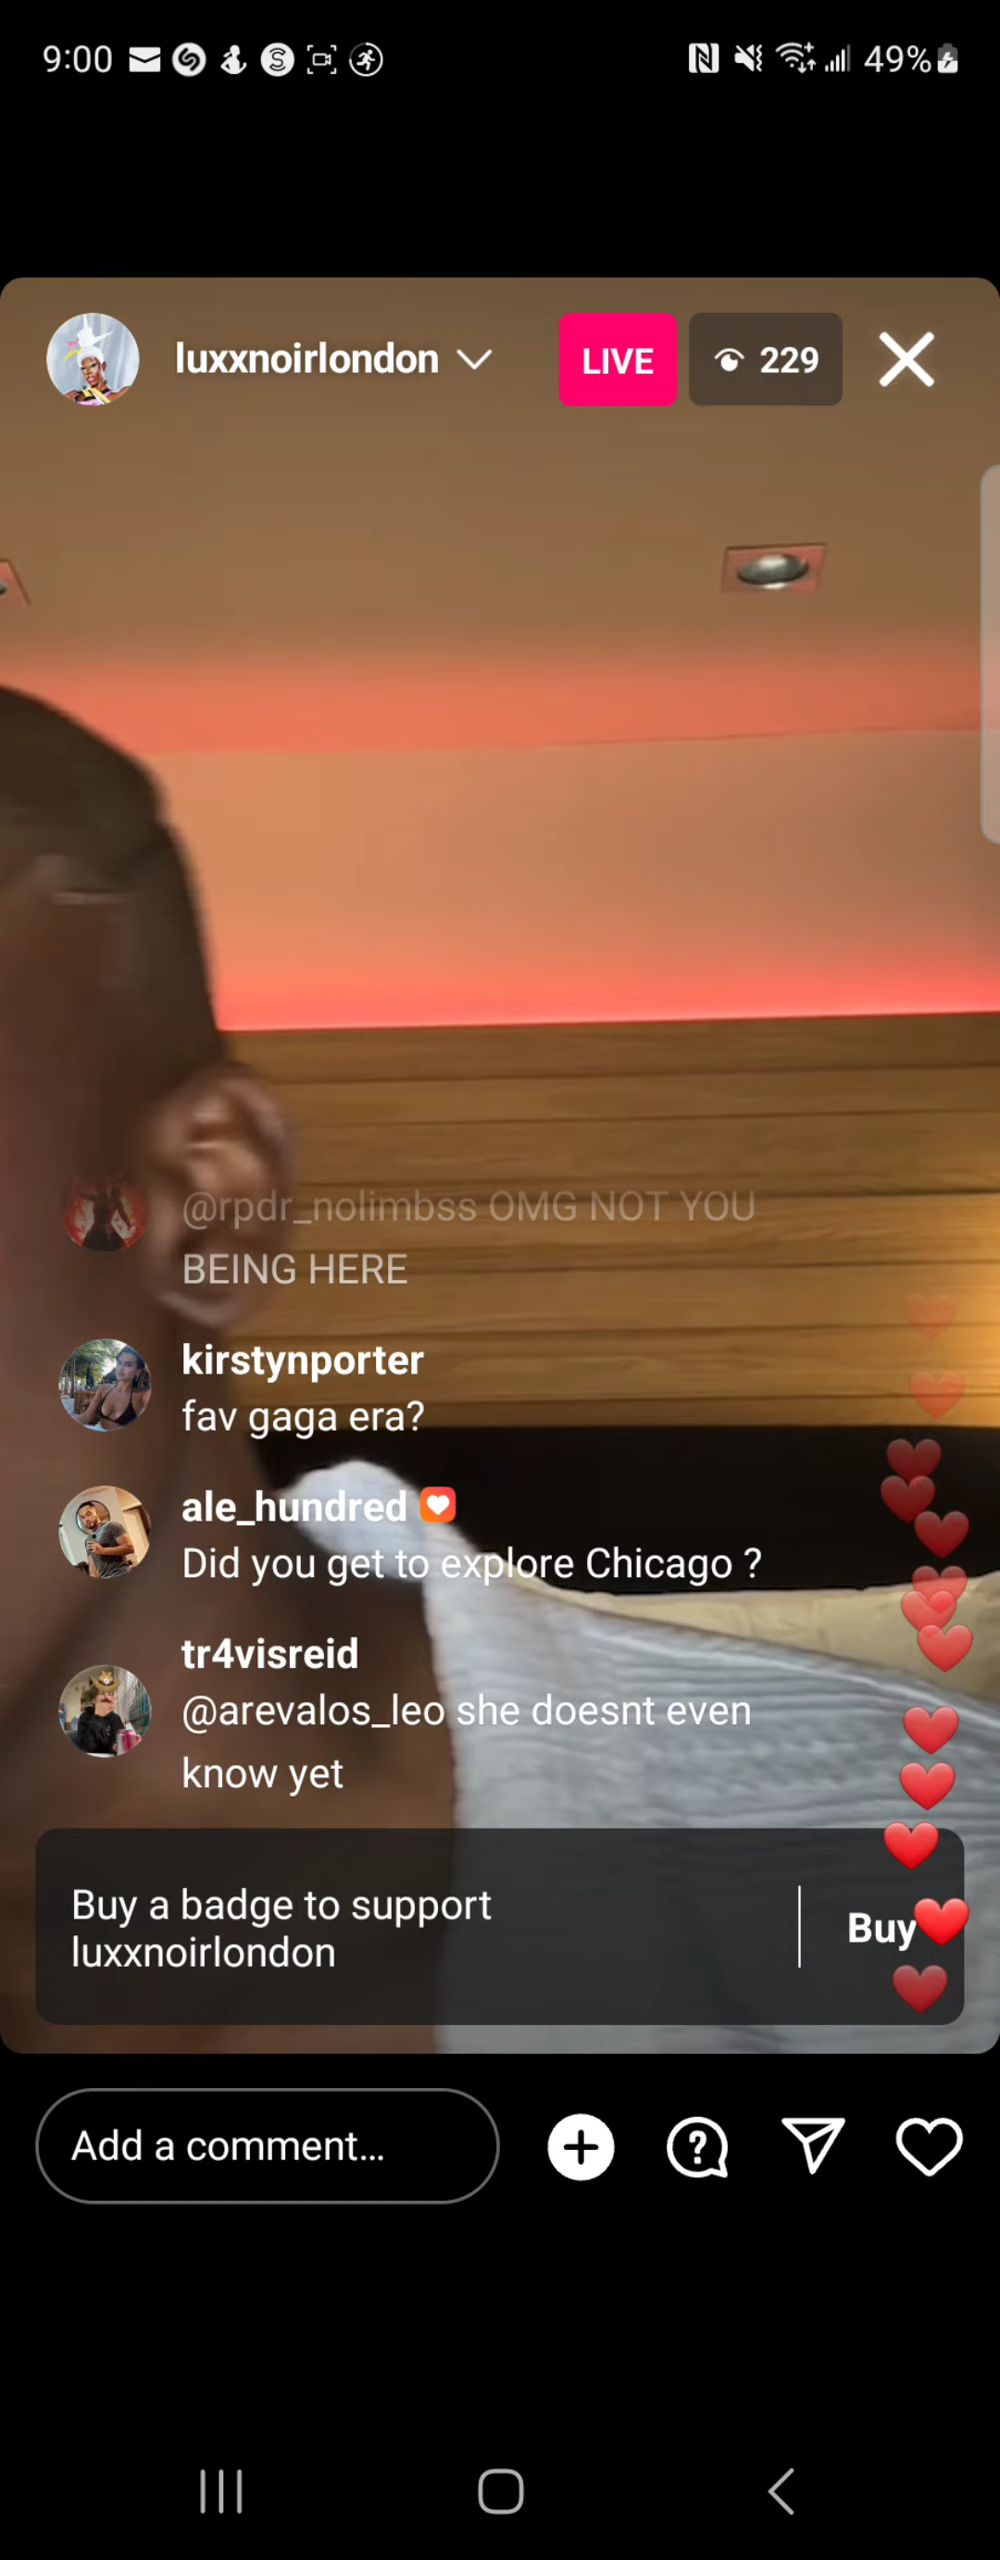 9:00
49%
luxxnoirlondon
LIVE
229
@rpdr_nolimbss OMG NOT YOU
BEING HERE
kirstynporter
fav gaga era?
ale_hundred
Did you get to explore Chicago ?
tr4visreid
@arevalos_leo she doesnt even
know yet
Buy a badge to support
luxxnoirlondon
Buy
Add a comment...